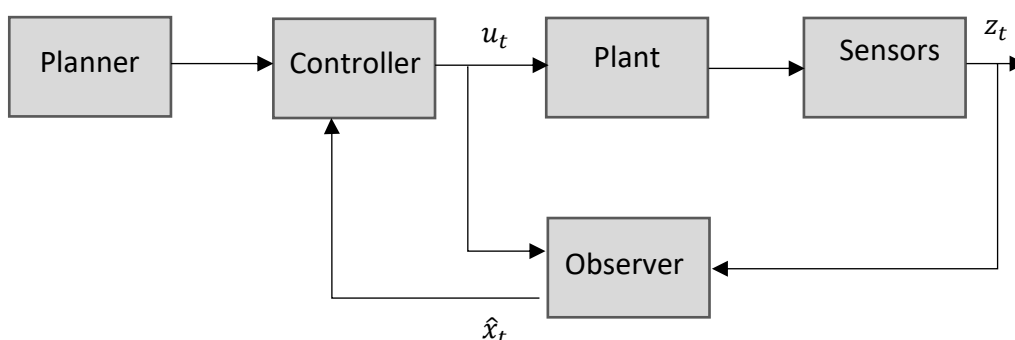 Planner
Controller
u_t
Plant
Sensors
z_t
Observer
x̂_t